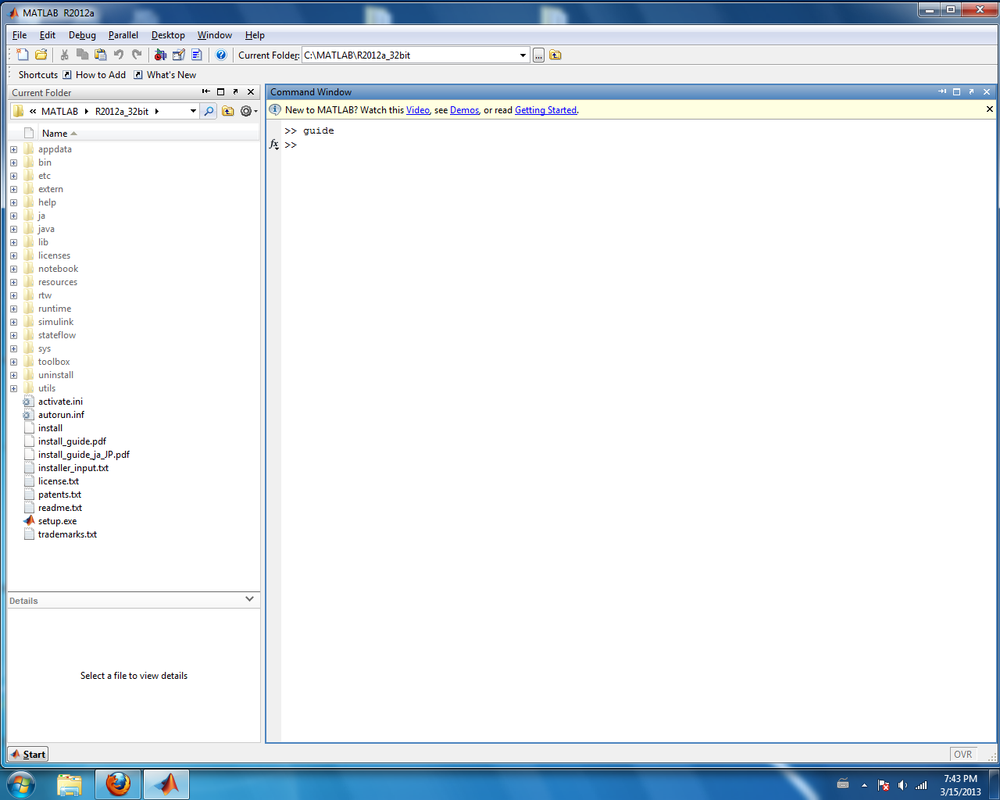 MATLAB R2012a
File Edit Debug Parallel Desktop Window Help
Current Folder: C:\MATLAB\R2012a_32bit ...
Shortcuts How to Add What's New
Current Folder
« MATLAB R2012a_32bit
Name
appdata
bin
etc
extern
help
ja
java
lib
licenses
notebook
resources
rtw
runtime
simulink
stateflow
sys
toolbox
uninstall
utils
activate.ini
autorun.inf
install
install_guide.pdf
install_guide_ja_JP.pdf
installer_input.txt
license.txt
patents.txt
readme.txt
setup.exe
trademarks.txt
Details
Select a file to view details
Command Window
New to MATLAB? Watch this Video, see Demos, or read Getting Started.
>> guide
fx >>
Start
OVR
7:43 PM
3/15/2013